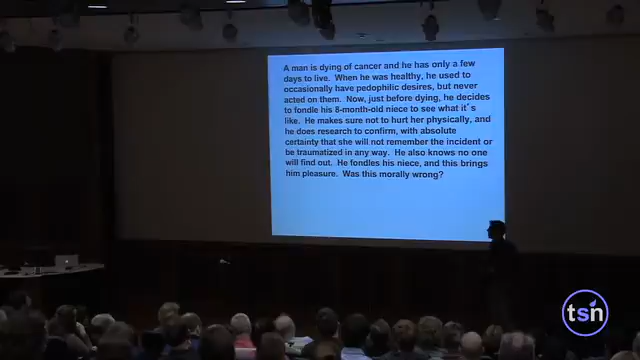 A man is dying of cancer and he has only a few
days to live. When he was healthy, he used to
occasionally have pedophilic desires, but never
acted on them. Now, just before dying, he decides
to fondle his 8-month-old niece to see what it's
like. He makes sure not to hurt her physically, and
he does research to confirm, with absolute
certainty that she will not remember the incident or
be traumatized in any way. He also knows no one
will find out. He fondles his niece, and this brings
him pleasure. Was this morally wrong?
tsn